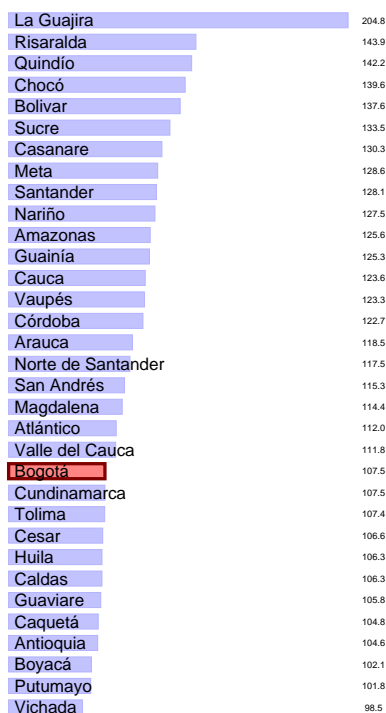 La Guajira 204.8
Risaralda 143.9
Quindío 142.2
Chocó 139.6
Bolivar 137.6
Sucre 133.5
Casanare 130.3
Meta 128.6
Santander 128.1
Nariño 127.5
Amazonas 125.6
Guainía 125.3
Cauca 123.6
Vaupés 123.3
Córdoba 122.7
Arauca 118.5
Norte de Santander 117.5
San Andrés 115.3
Magdalena 114.4
Atlántico 112.0
Valle del Cauca 111.8
Bogotá 107.5
Cundinamarca 107.5
Tolima 107.4
Cesar 106.6
Huila 106.3
Caldas 106.3
Guaviare 105.8
Caquetá 104.8
Antioquia 104.6
Boyacá 102.1
Putumayo 101.8
Vichada 98.5